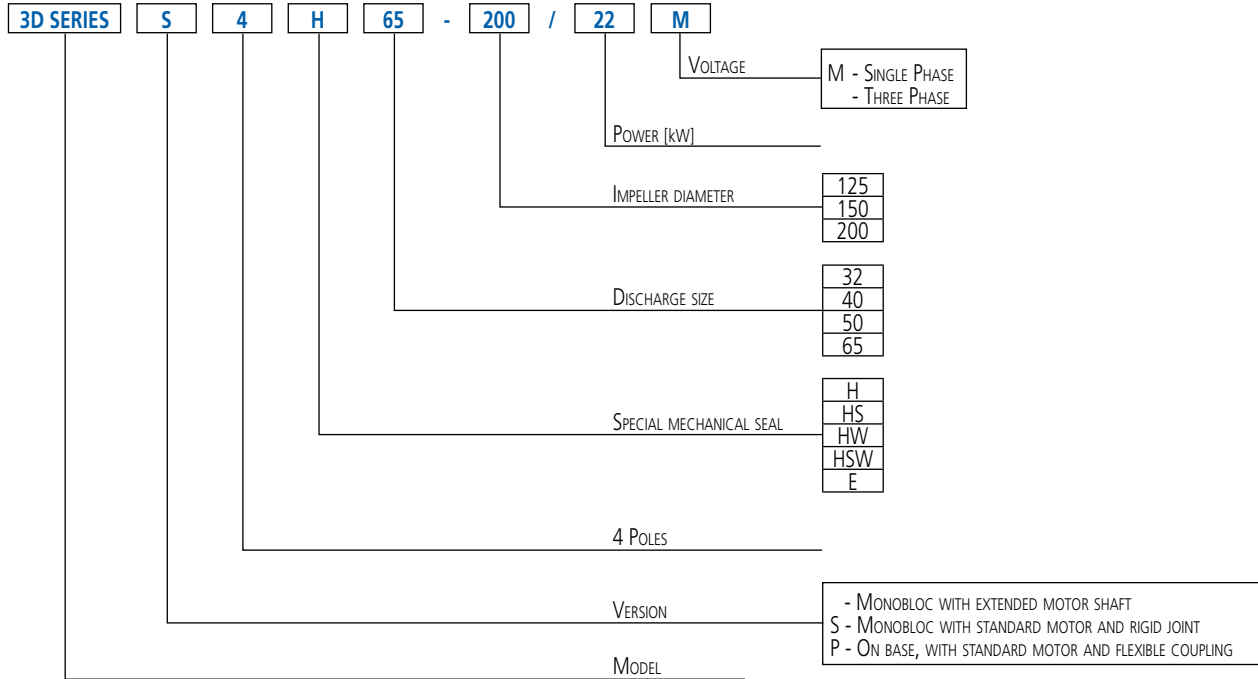 3D SERIES S 4 H 65 - 200 / 22 M
VOLTAGE
M - SINGLE PHASE
- THREE PHASE
POWER [kW]
IMPELLER DIAMETER
125
150
200
DISCHARGE SIZE
32
40
50
65
SPECIAL MECHANICAL SEAL
H
HS
HW
HSW
E
4 POLES
VERSION
- MONOBLOC WITH EXTENDED MOTOR SHAFT
S - MONOBLOC WITH STANDARD MOTOR AND RIGID JOINT
P - ON BASE, WITH STANDARD MOTOR AND FLEXIBLE COUPLING
MODEL